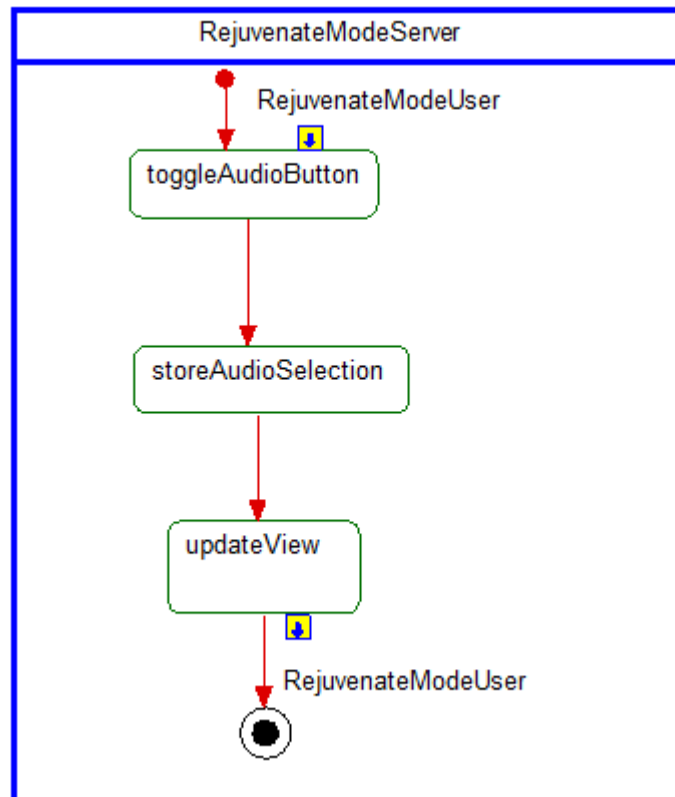 RejuvenateModeServer
RejuvenateModeUser
toggleAudioButton
storeAudioSelection
updateView
RejuvenateModeUser